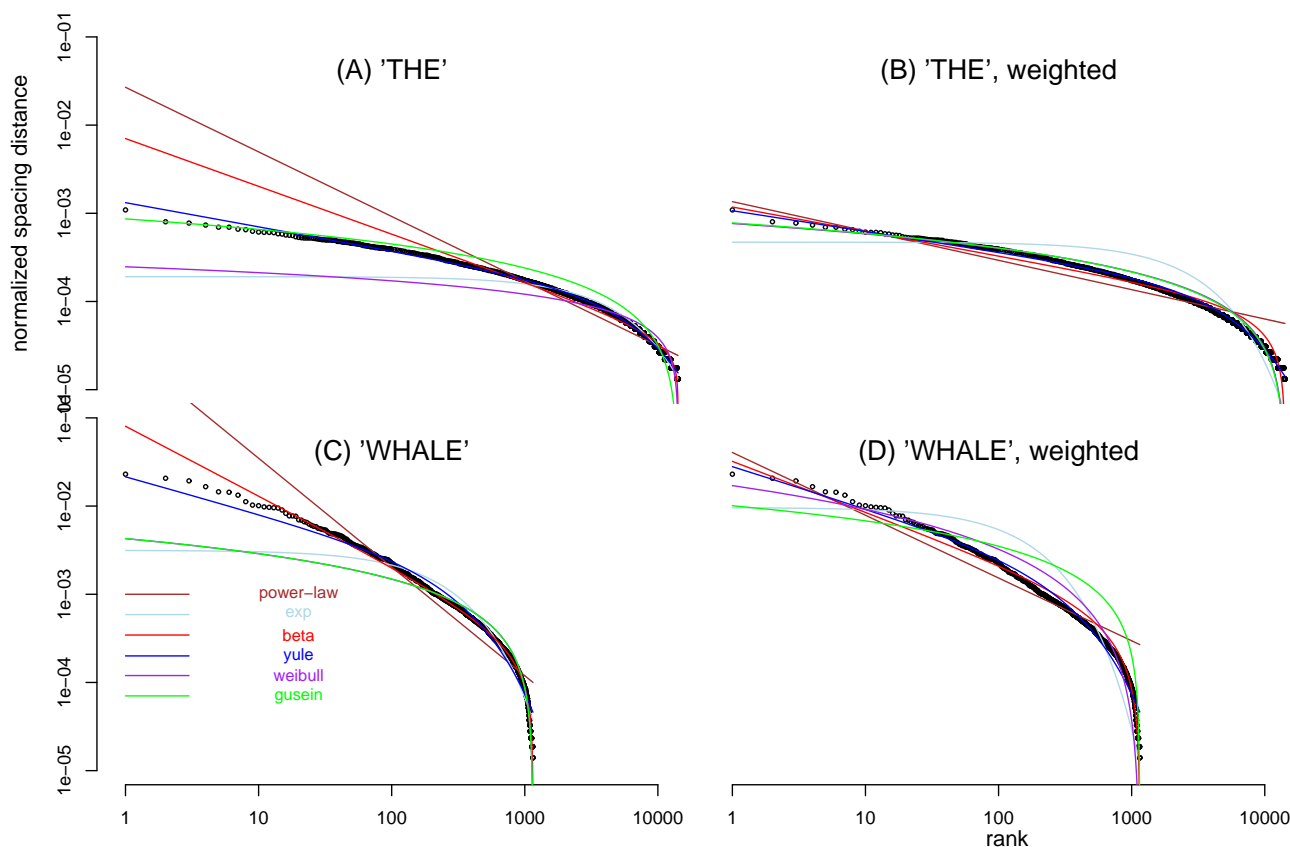 (A) ’THE’
(B) ’THE’, weighted
normalized spacing distance
1e−01
1e−02
1e−03
1e−04
1e−05
(C) ’WHALE’
(D) ’WHALE’, weighted
1e−01
1e−02
1e−03
1e−04
1e−05
power−law
exp
beta
yule
weibull
gusein
1 10 100 1000 10000
1 10 100 1000 10000
rank